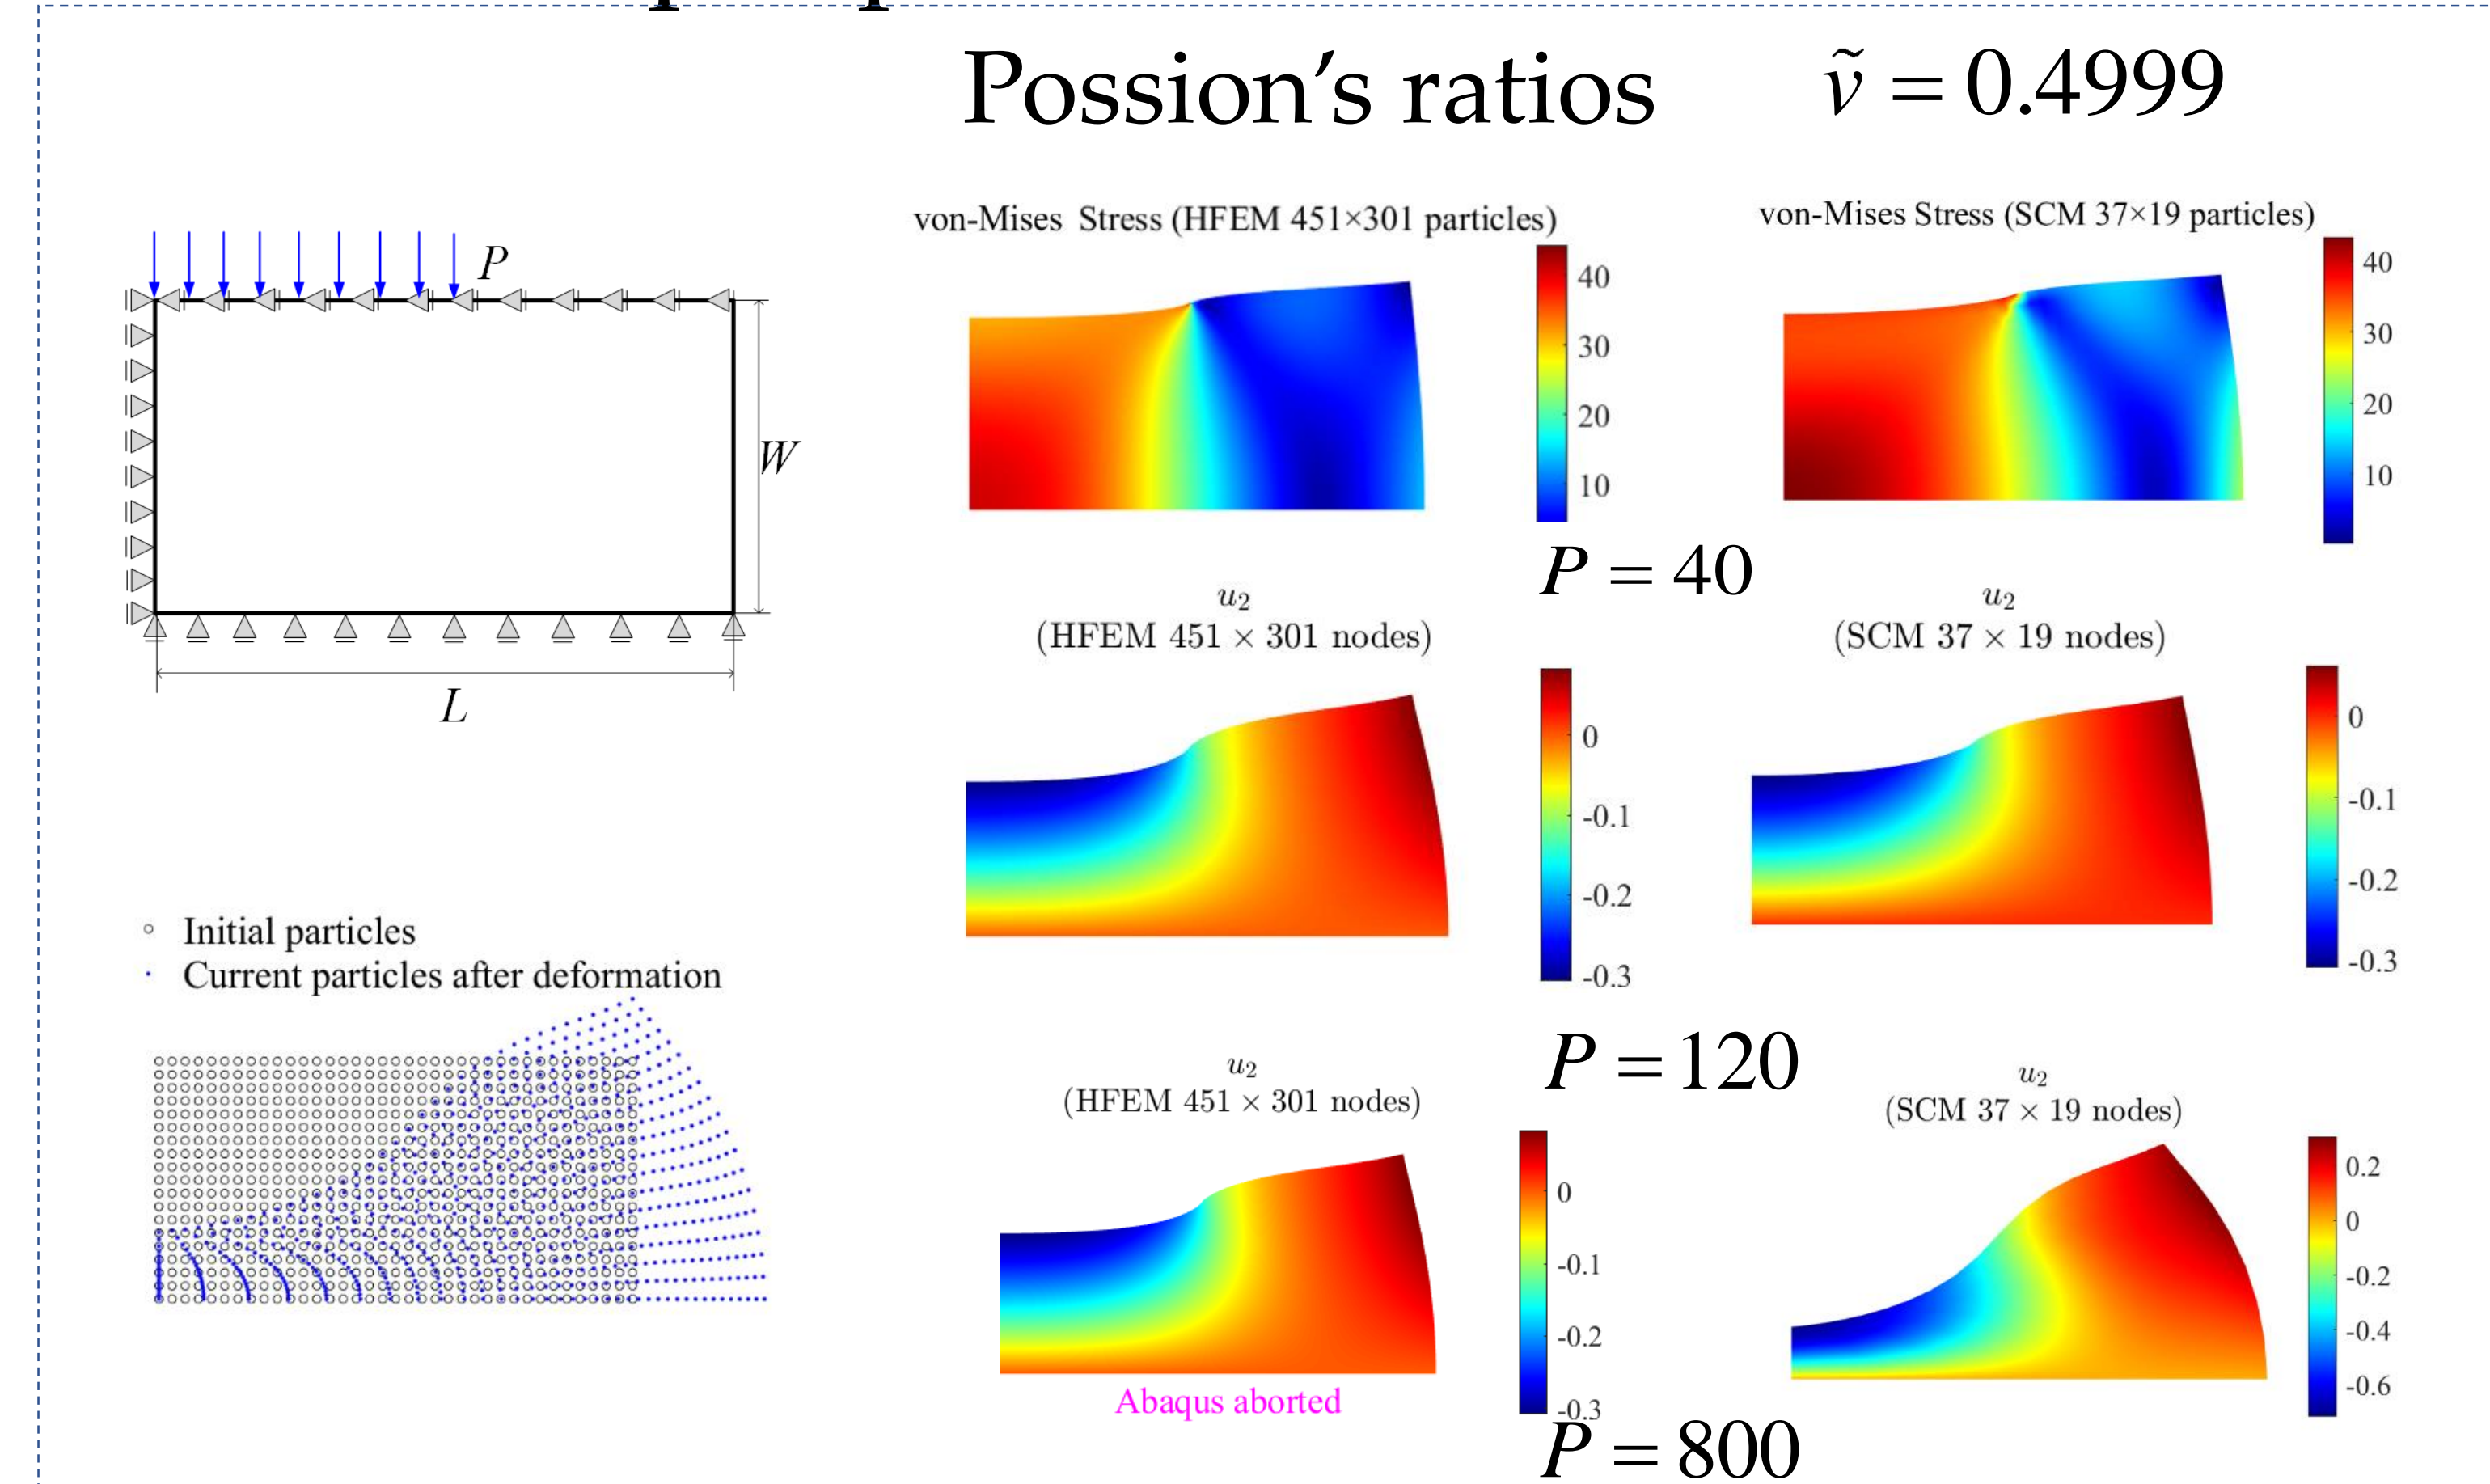 Possion's ratios ṽ = 0.4999
P
W
L
Initial particles
Current particles after deformation
von-Mises Stress (HFEM 451×301 particles)
40
30
20
10
von-Mises Stress (SCM 37×19 particles)
40
30
20
10
P = 40
u₂
(HFEM 451 × 301 nodes)
0
-0.1
-0.2
-0.3
u₂
(SCM 37 × 19 nodes)
0
-0.1
-0.2
-0.3
P = 120
u₂
(HFEM 451 × 301 nodes)
0
-0.1
-0.2
-0.3
Abaqus aborted
u₂
(SCM 37 × 19 nodes)
0.2
0
-0.2
-0.4
-0.6
P = 800